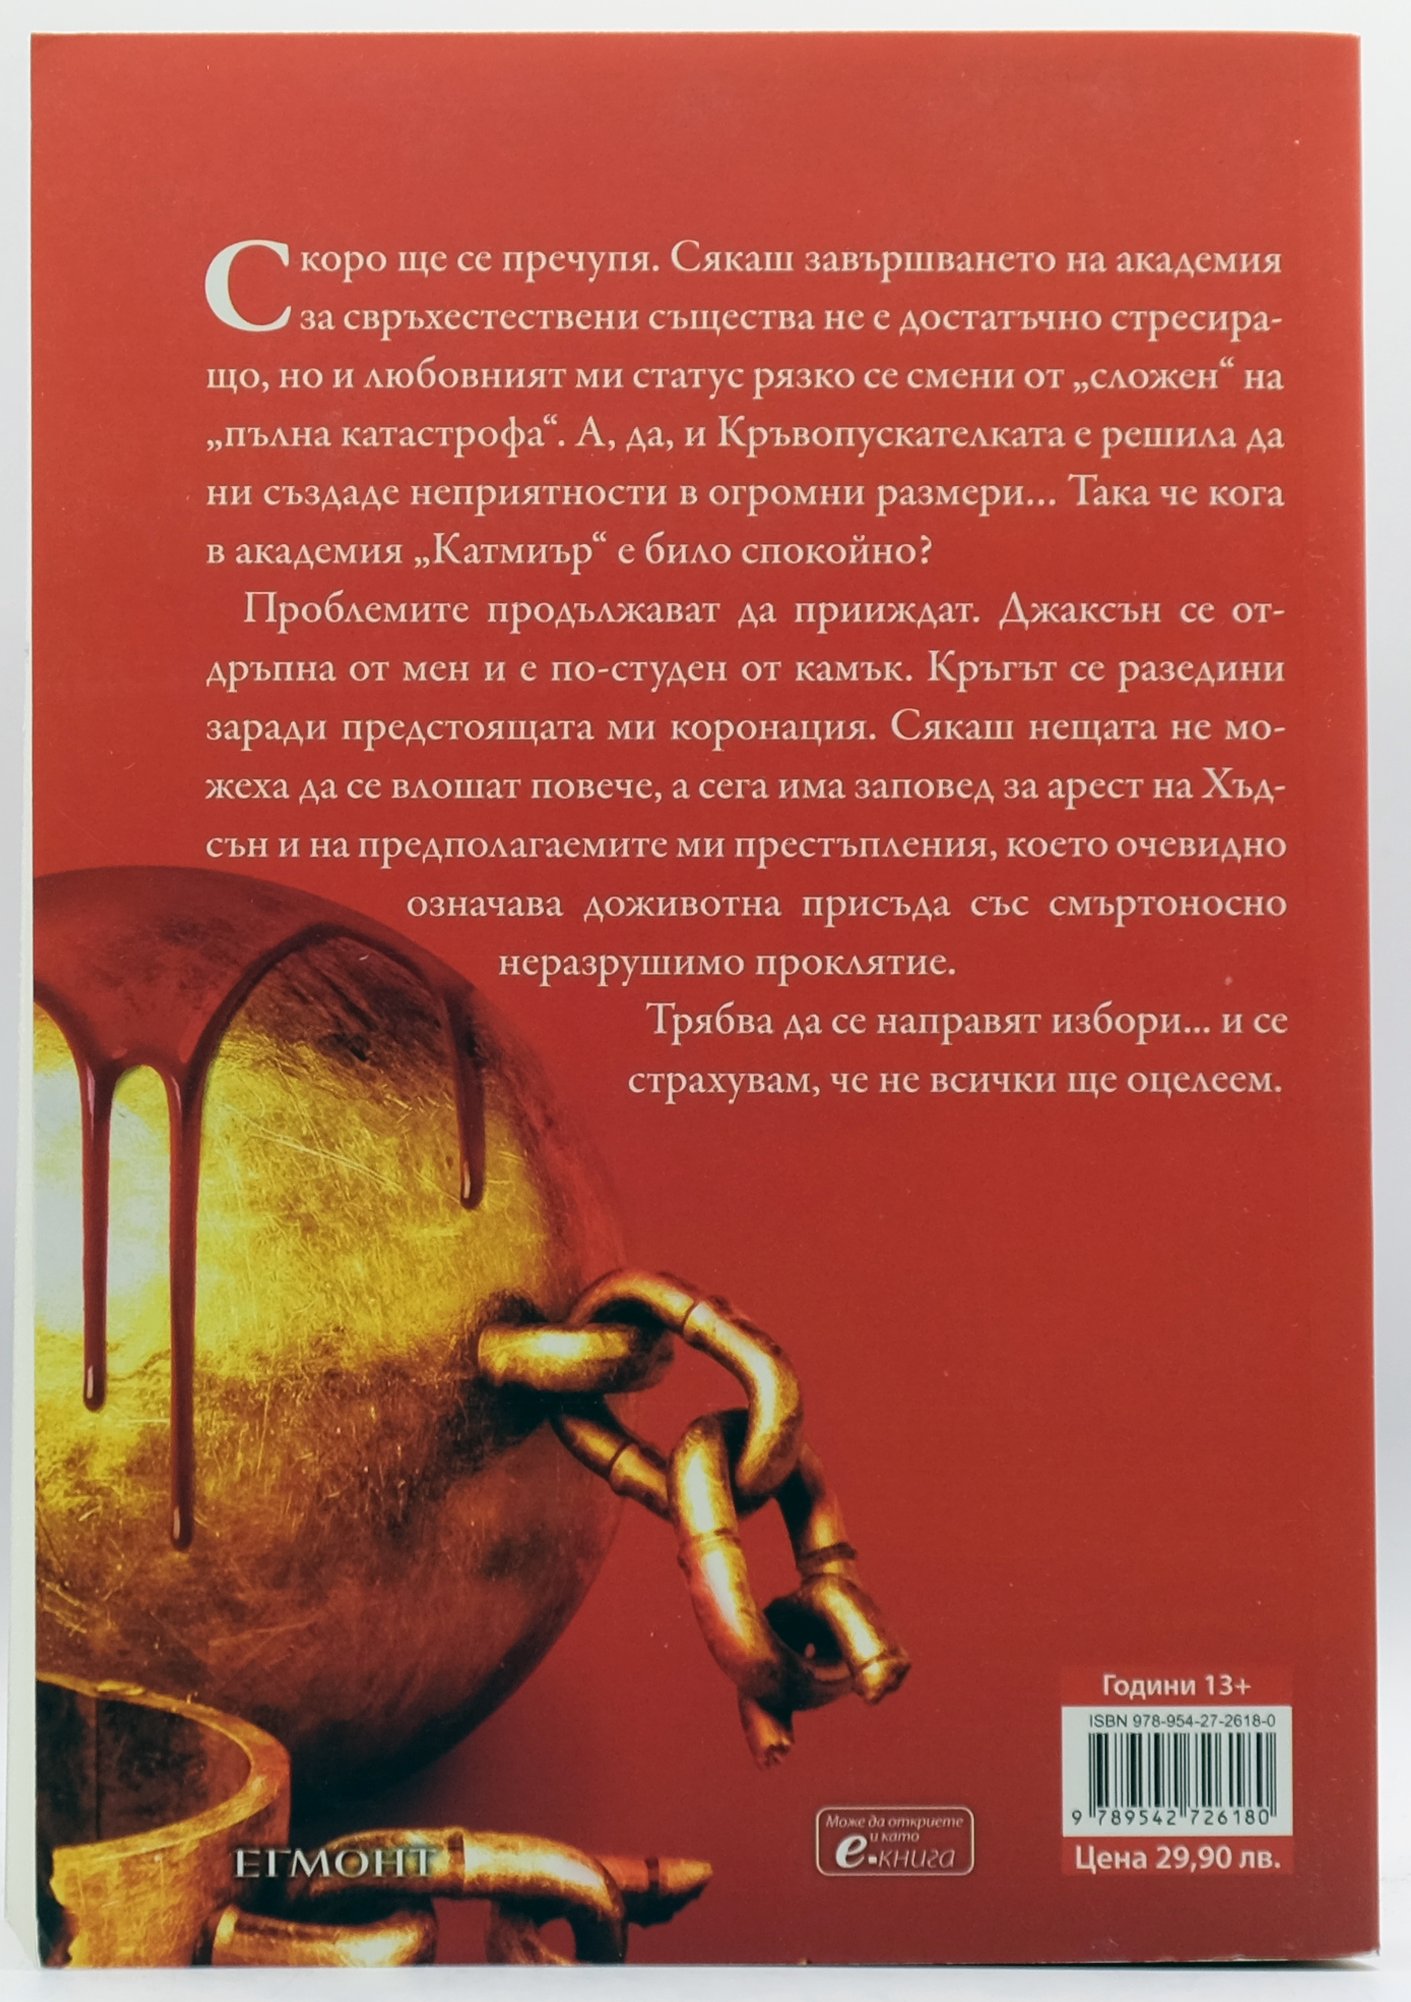 Скоро ще се пречупя. Сякаш завършването на академия
за свръхестествени същества не е достатъчно стресира-
що, но и любовният ми статус рязко се смени от „сложен“ на
„пълна катастрофа“. А, да, и Кръвопускателката е решила да
ни създаде неприятности в огромни размери... Така че кога
в академия „Катмиър“ е било спокойно?
Проблемите продължават да прииждат. Джаксън се от-
дръпна от мен и е по-студен от камък. Кръгът се разедини
заради предстоящата ми коронация. Сякаш нещата не мо-
жеха да се влошат повече, а сега има заповед за арест на Хъд-
сън и на предполагаемите ми престъпления, което очевидно
означава доживотна присъда със смъртоносно
неразрушимо проклятие.
Трябва да се направят избори... и се
страхувам, че не всички ще оцелеем.
Години 13+
ISBN 978-954-27-2618-0
9 789542 726180
Цена 29,90 лв.
Може да откриете
и като
е-книга
ЕГМОНТ